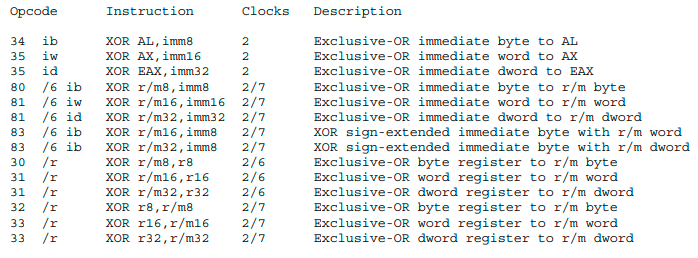 Opcode Instruction Clocks Description
34 ib XOR AL,imm8 2 Exclusive-OR immediate byte to AL
35 iw XOR AX,imm16 2 Exclusive-OR immediate word to AX
35 id XOR EAX,imm32 2 Exclusive-OR immediate dword to EAX
80 /6 ib XOR r/m8,imm8 2/7 Exclusive-OR immediate byte to r/m byte
81 /6 iw XOR r/m16,imm16 2/7 Exclusive-OR immediate word to r/m word
81 /6 id XOR r/m32,imm32 2/7 Exclusive-OR immediate dword to r/m dword
83 /6 ib XOR r/m16,imm8 2/7 XOR sign-extended immediate byte with r/m word
83 /6 ib XOR r/m32,imm8 2/7 XOR sign-extended immediate byte with r/m dword
30 /r XOR r/m8,r8 2/6 Exclusive-OR byte register to r/m byte
31 /r XOR r/m16,r16 2/6 Exclusive-OR word register to r/m word
31 /r XOR r/m32,r32 2/6 Exclusive-OR dword register to r/m dword
32 /r XOR r8,r/m8 2/7 Exclusive-OR byte register to r/m byte
33 /r XOR r16,r/m16 2/7 Exclusive-OR word register to r/m word
33 /r XOR r32,r/m32 2/7 Exclusive-OR dword register to r/m dword